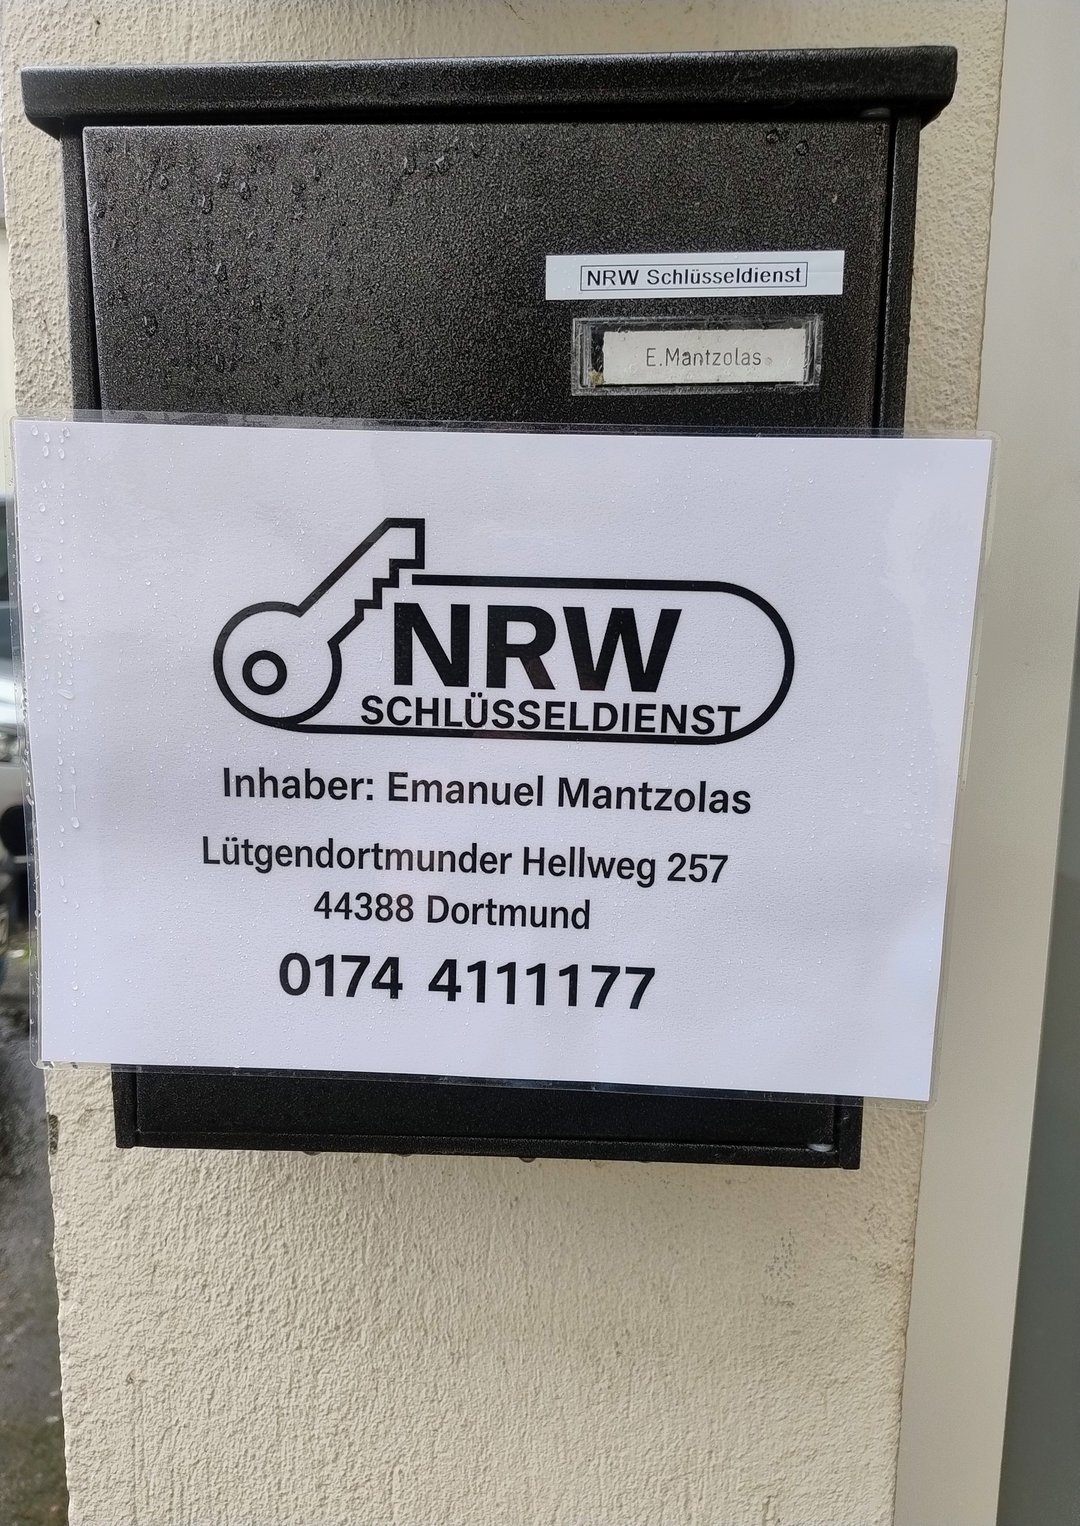 NRW Schlüsseldienst
E.Mantzolas
NRW
SCHLÜSSELDIENST
Inhaber: Emanuel Mantzolas
Lütgendortmunder Hellweg 257
44388 Dortmund
0174 4111177